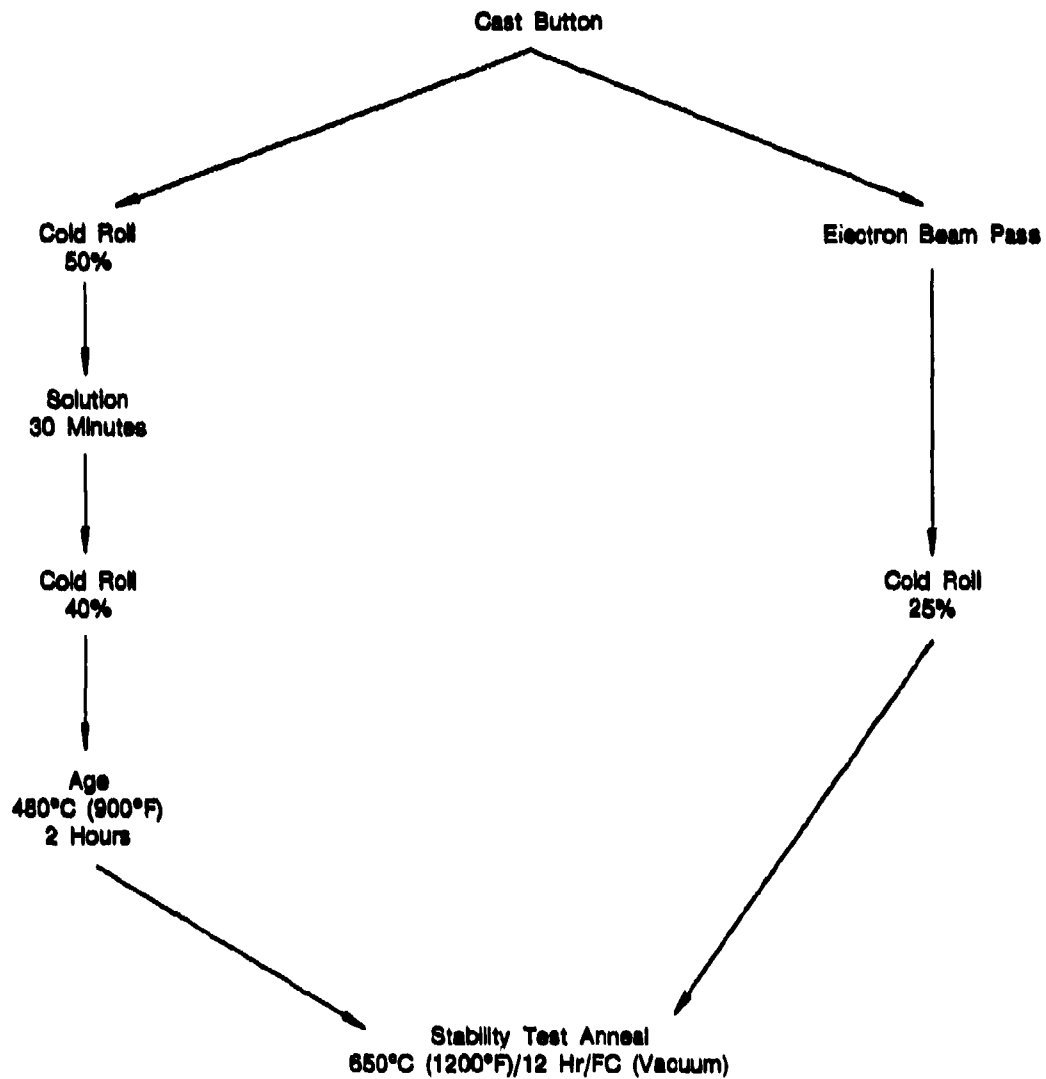 Cast Button
Cold Roll
50%
Electron Beam Pass
Solution
30 Minutes
Cold Roll
40%
Cold Roll
25%
Age
480°C (900°F)
2 Hours
Stability Test Anneal
650°C (1200°F)/12 Hr/FC (Vacuum)